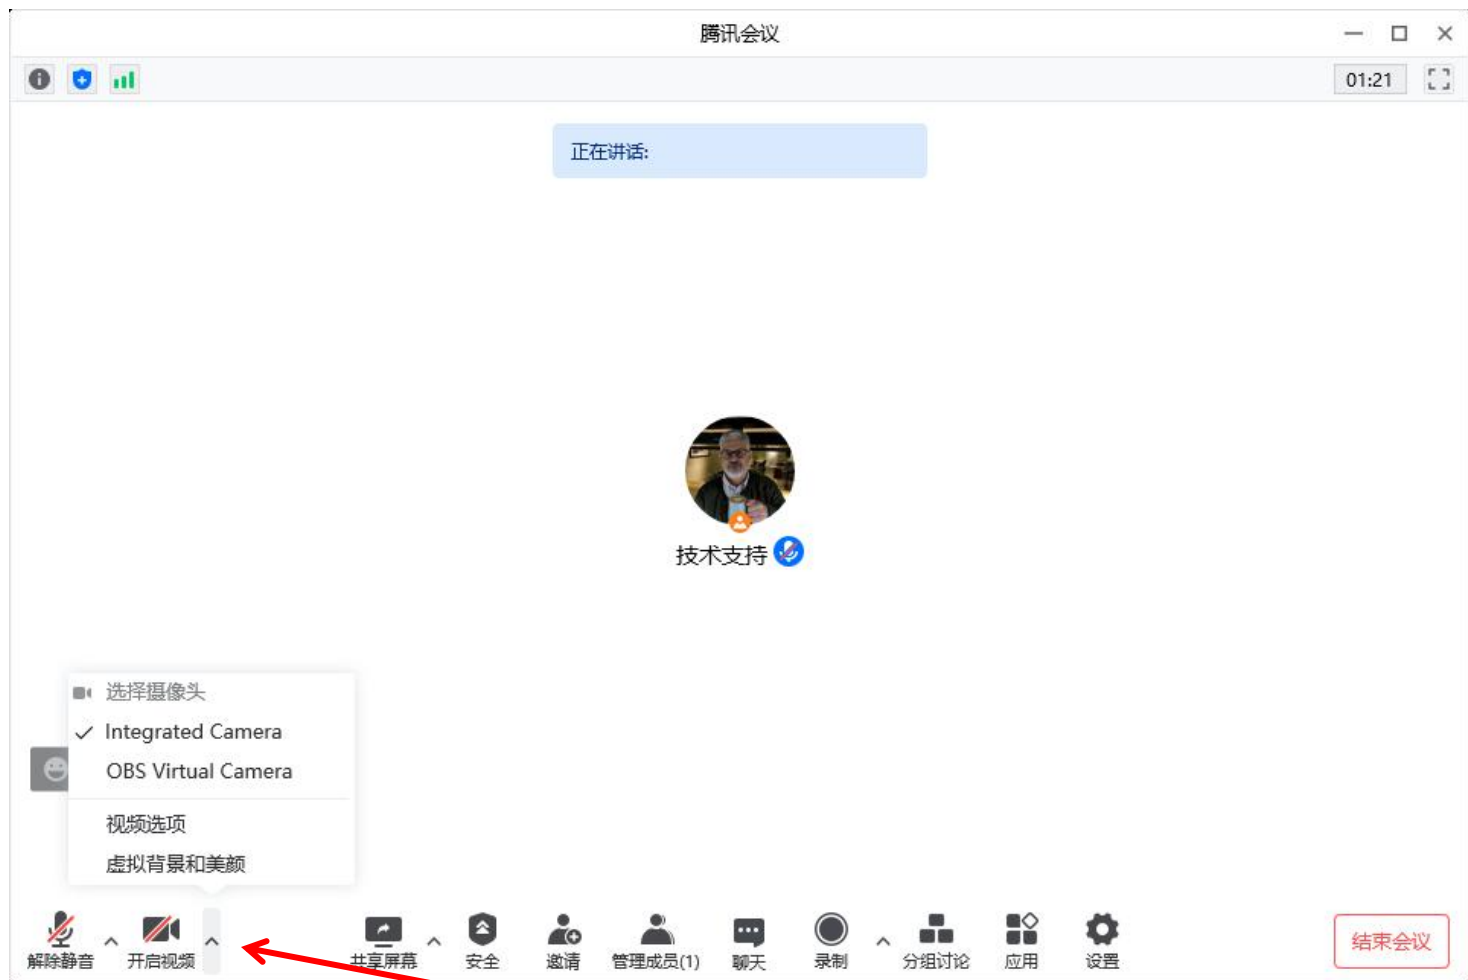 腾讯会议
01:21
正在讲话:
技术支持
选择摄像头
Integrated Camera
OBS Virtual Camera
视频选项
虚拟背景和美颜
解除静音
开启视频
共享屏幕
安全
邀请
管理成员(1)
聊天
录制
分组讨论
应用
设置
结束会议